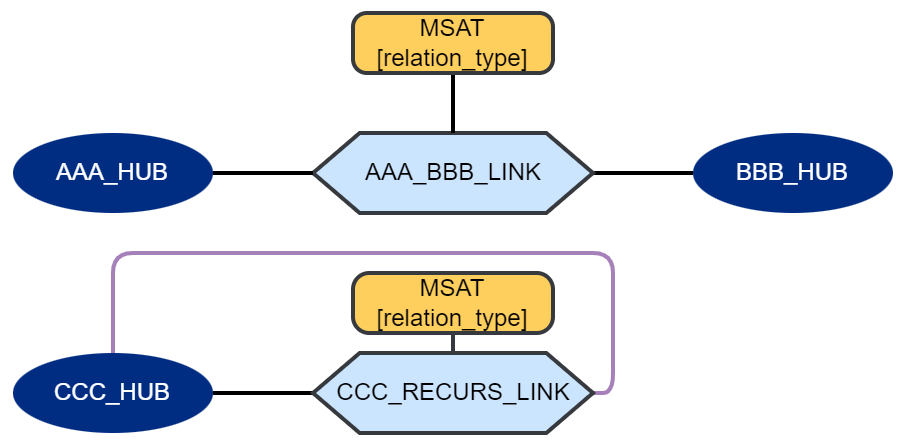 MSAT
[relation_type]
AAA_HUB
AAA_BBB_LINK
BBB_HUB
MSAT
[relation_type]
CCC_HUB
CCC_RECURS_LINK